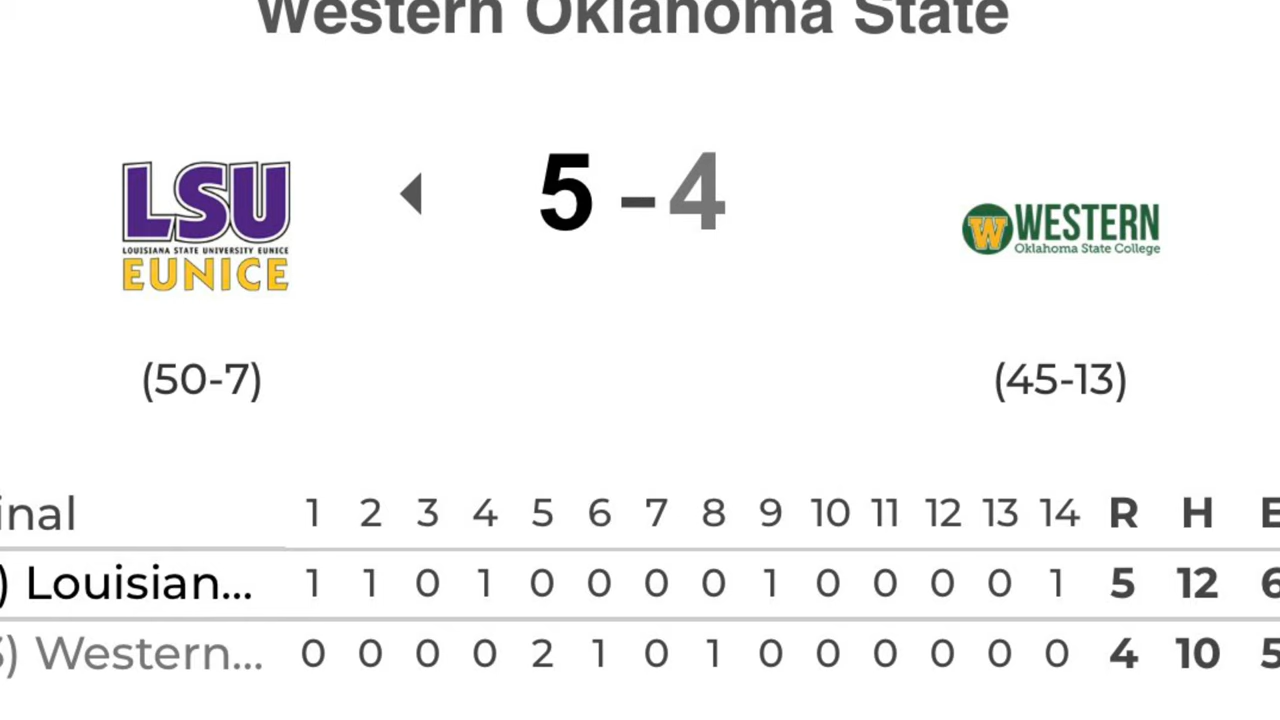 Western Oklahoma State
LSU
LOUISIANA STATE UNIVERSITY EUNICE
EUNICE
5 - 4
W WESTERN
Oklahoma State College
(50-7)
(45-13)
inal 1 2 3 4 5 6 7 8 9 10 11 12 13 14 R H E
) Louisian... 1 1 0 1 0 0 0 0 1 0 0 0 0 1 5 12 6
) Western... 0 0 0 0 2 1 0 1 0 0 0 0 0 0 4 10 5